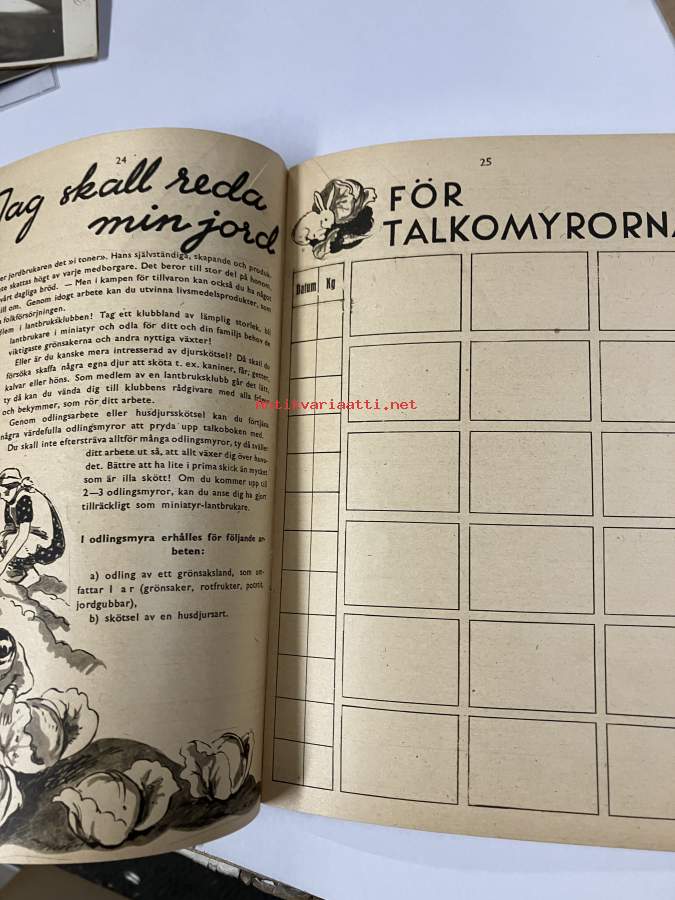 24
Jag skall reda
min jord
er jordbrukaren det »i toner». Hans självständiga, skapande och produk-
te skattas högt av varje medborgare. Det beror till stor del på honom,
vårt dagliga bröd. — Men i kampen för tillvaron kan också du ha något
ill om. Genom idogt arbete kan du utvinna livsmedelsprodukter, som
folkförsörjningen.
lem i lantbruksklubben! Tag ett klubbland av lämplig storlek, bli
lantbrukare i miniatyr och odla för ditt och din familjs behov de
viktigaste grönsakerna och andra nyttiga växter!
Eller är du kanske mera intresserad av djurskötsel? Då skall du
försöka skaffa några egna djur att sköta t. ex. kaniner, får, getter,
kalvar eller höns. Som medlem av en lantbruksklubb går det lätt,
ty då kan du vända dig till klubbens rådgivare med alla
och bekymmer, som rör ditt arbete.
Genom odlingsarbete eller husdjursskötsel kan du förtjäna
några värdefulla odlingsmyror att pryda upp talkoboken med.
Du skall inte eftersträva alltför många odlingsmyror, ty då sväller
ditt arbete ut så, att allt växer dig över huvu-
det. Bättre att ha lite i prima skick än mycket
som är illa skött! Om du kommer upp till
2—3 odlingsmyror, kan du anse dig ha gjort
tillräckligt som miniatyr-lantbrukare.
I odlingsmyra erhålles för följande ar-
beten:
a) odling av ett grönsaksland, som om-
fattar I a r (grönsaker, rotfrukter, potatis,
jordgubbar),
b) skötsel av en husdjursart.
25
FÖR
TALKOMYRORNA
Datum Kg
Antikvariaatti.net